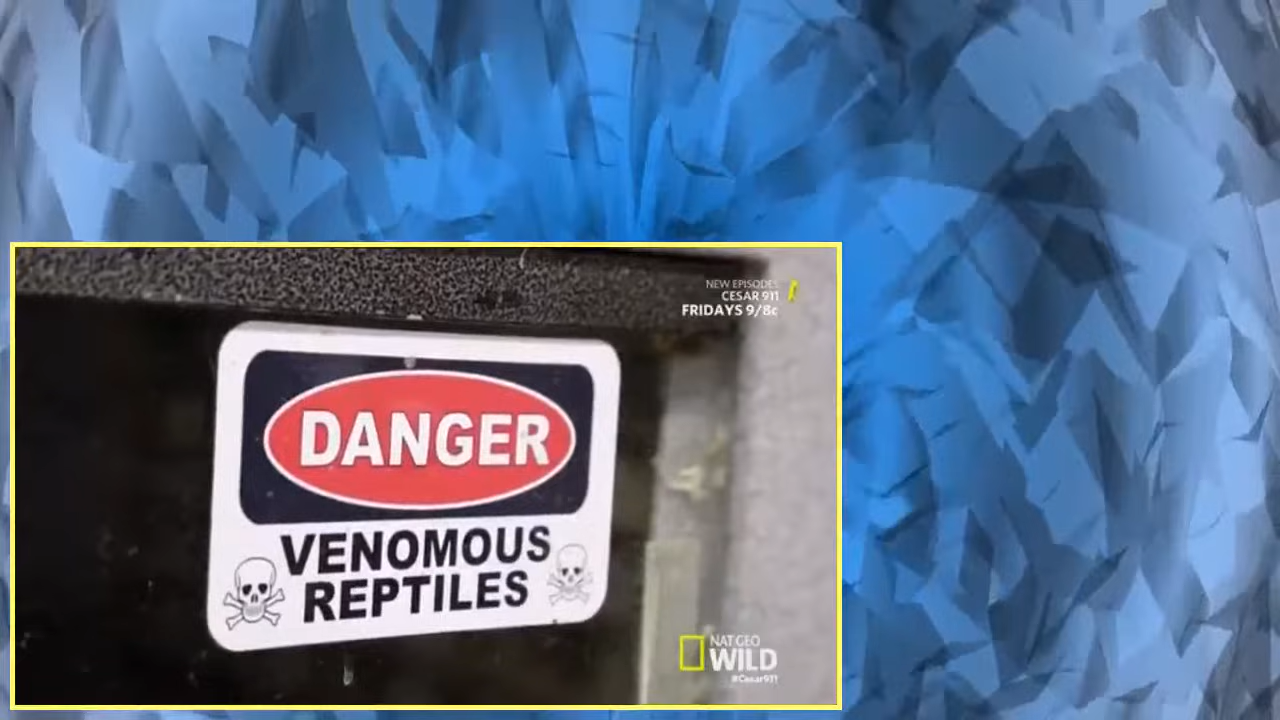 NEW EPISODES
CESAR 911
FRIDAYS 9/8c
DANGER
VENOMOUS
REPTILES
NAT GEO
WILD
#Cesar911